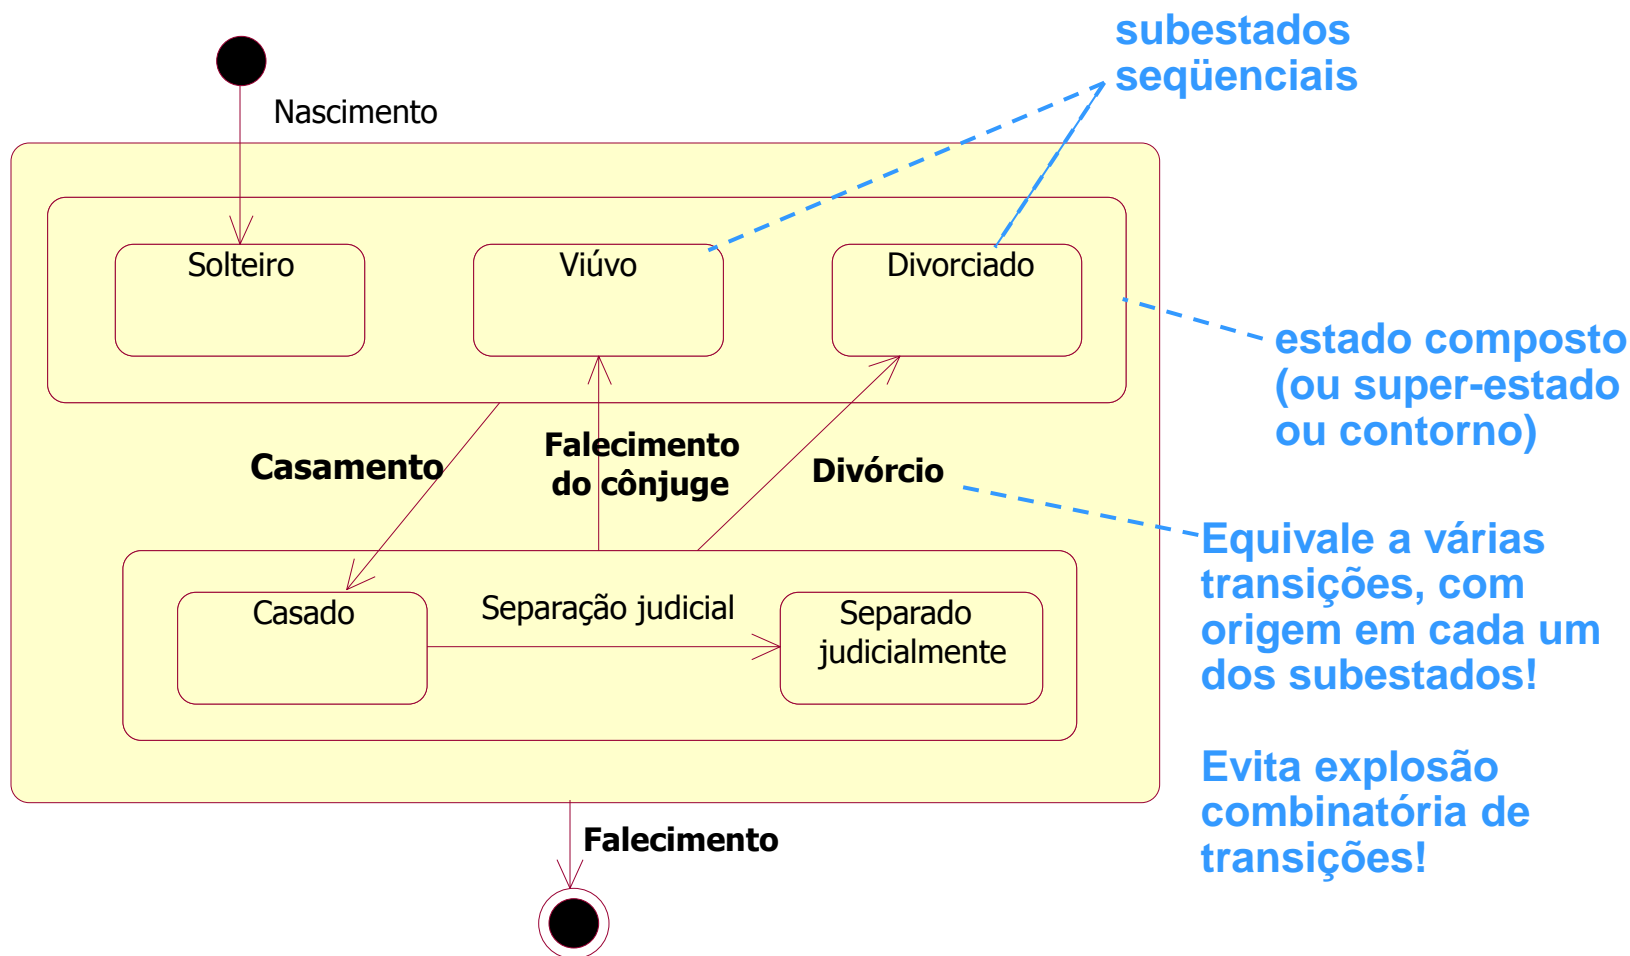 subestados
seqüenciais
Nascimento
Solteiro
Viúvo
Divorciado
estado composto
(ou super-estado
ou contorno)
Casamento
Falecimento
do cônjuge
Divórcio
Equivale a várias
transições, com
origem em cada um
dos subestados!
Casado
Separação judicial
Separado
judicialmente
Evita explosão
combinatória de
transições!
Falecimento